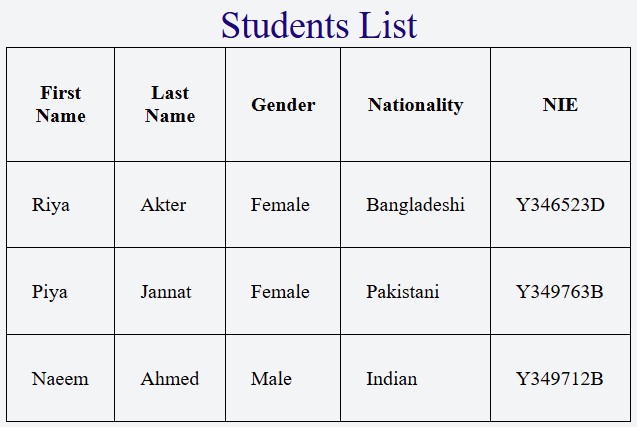 Students List
First Name Last Name Gender Nationality NIE
Riya Akter Female Bangladeshi Y346523D
Piya Jannat Female Pakistani Y349763B
Naeem Ahmed Male Indian Y349712B